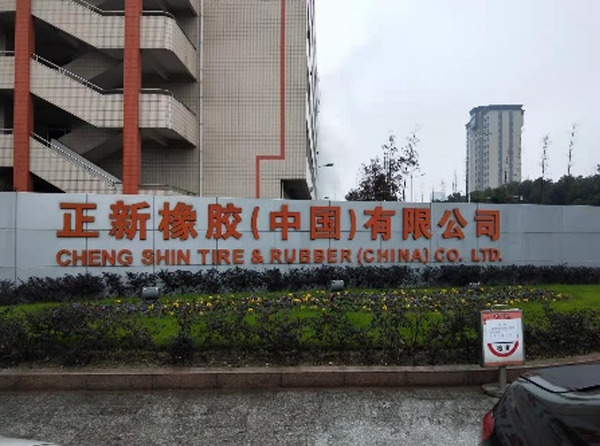 正新橡胶(中国)有限公司
CHENG SHIN TIRE & RUBBER (CHINA) CO. LTD.